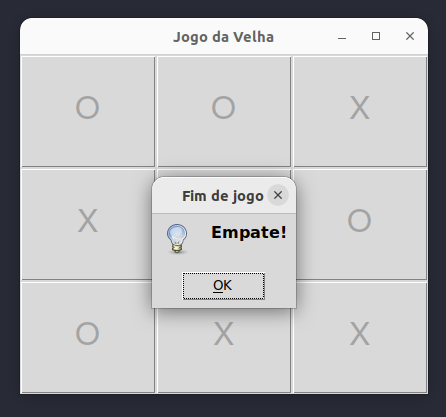 Jogo da Velha
O O X
Fim de jogo
X O
Empate!
OK
O X X